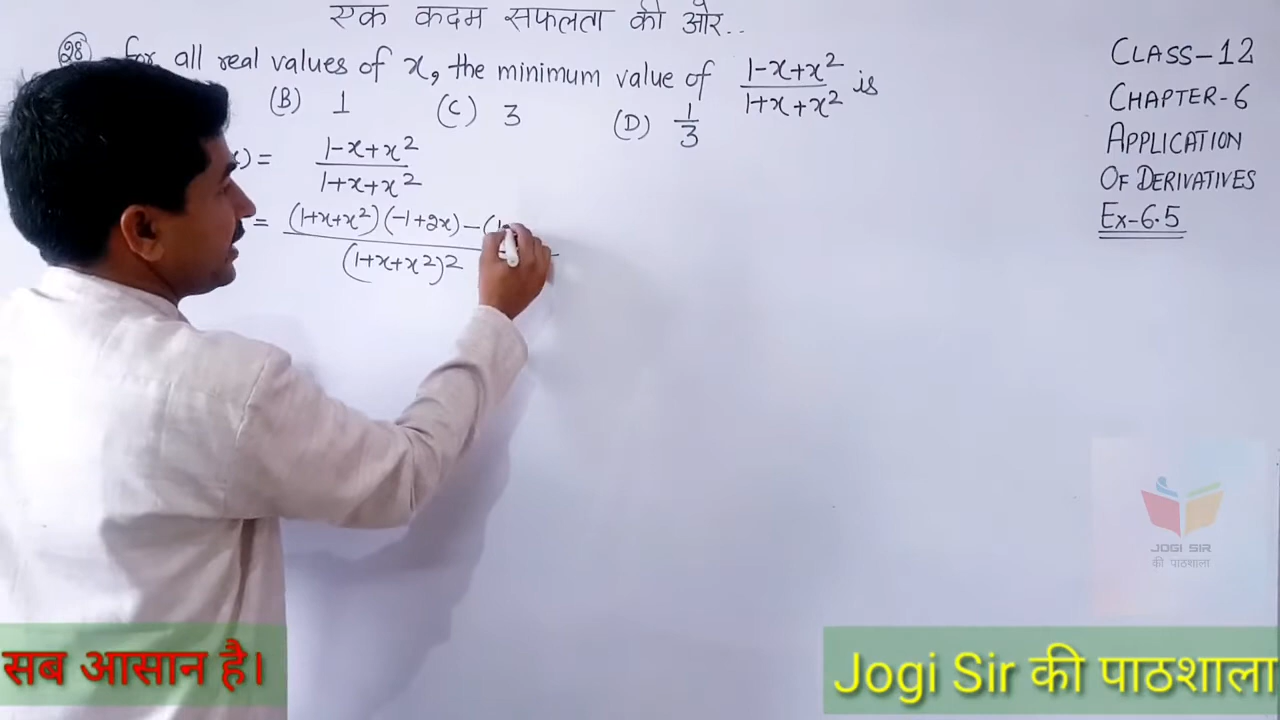 एक कदम सफलता की ओर..
28 For all real values of x, the minimum value of (1-x+x²)/(1+x+x²) is
(B) 1 (C) 3 (D) 1/3
x) = (1-x+x²)/(1+x+x²)
= ((1+x+x²)(-1+2x)-(1 / (1+x+x²)²
CLASS-12
CHAPTER-6
APPLICATION
OF DERIVATIVES
Ex-6.5
JOGI SIR
की पाठशाला
सब आसान है।
Jogi Sir की पाठशाला